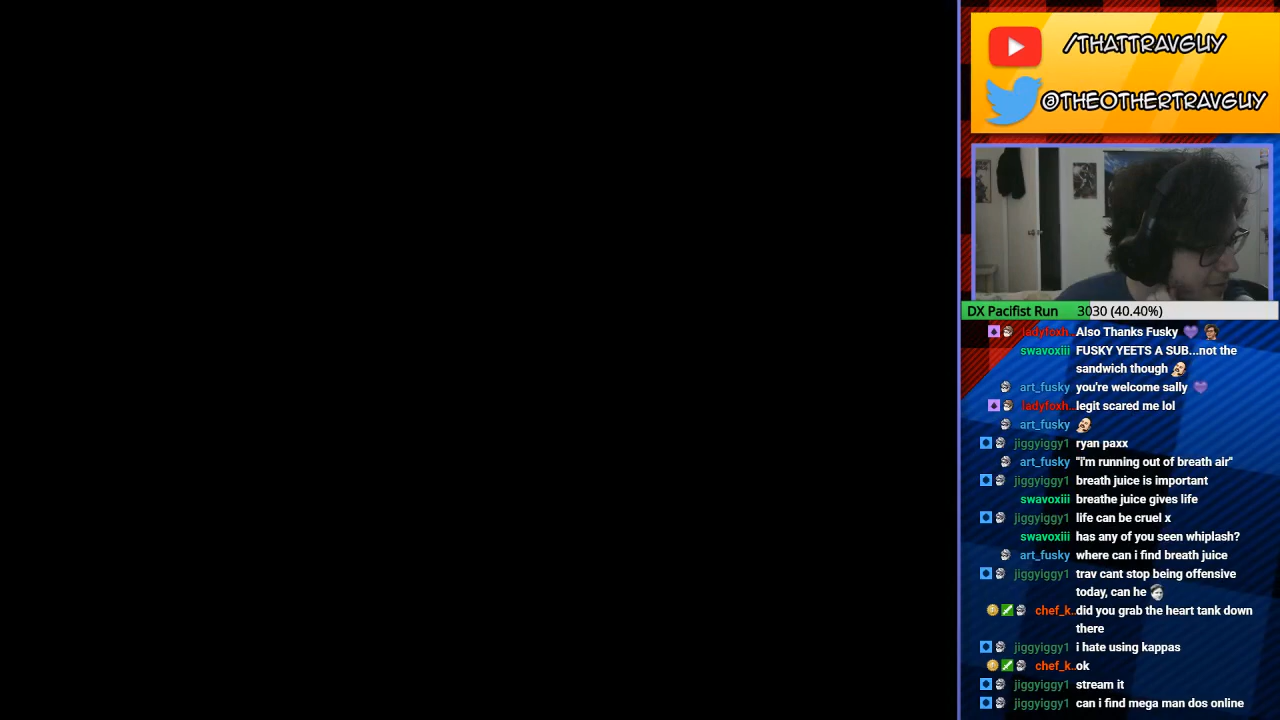 /THATTRAVGUY
@THEOTHERTRAVGUY
DX Pacifist Run 3030 (40.40%)
ladyfoxh.. Also Thanks Fusky
swavoxiii FUSKY YEETS A SUB...not the
sandwich though
art_fusky you're welcome sally
ladyfoxh.. legit scared me lol
art_fusky
jiggyiggy1 ryan paxx
art_fusky "i'm running out of breath air"
jiggyiggy1 breath juice is important
swavoxiii breathe juice gives life
jiggyiggy1 life can be cruel x
swavoxiii has any of you seen whiplash?
art_fusky where can i find breath juice
jiggyiggy1 trav cant stop being offensive
today, can he
chef_k.. did you grab the heart tank down
there
jiggyiggy1 i hate using kappas
chef_k.. ok
jiggyiggy1 stream it
jiggyiggy1 can i find mega man dos online